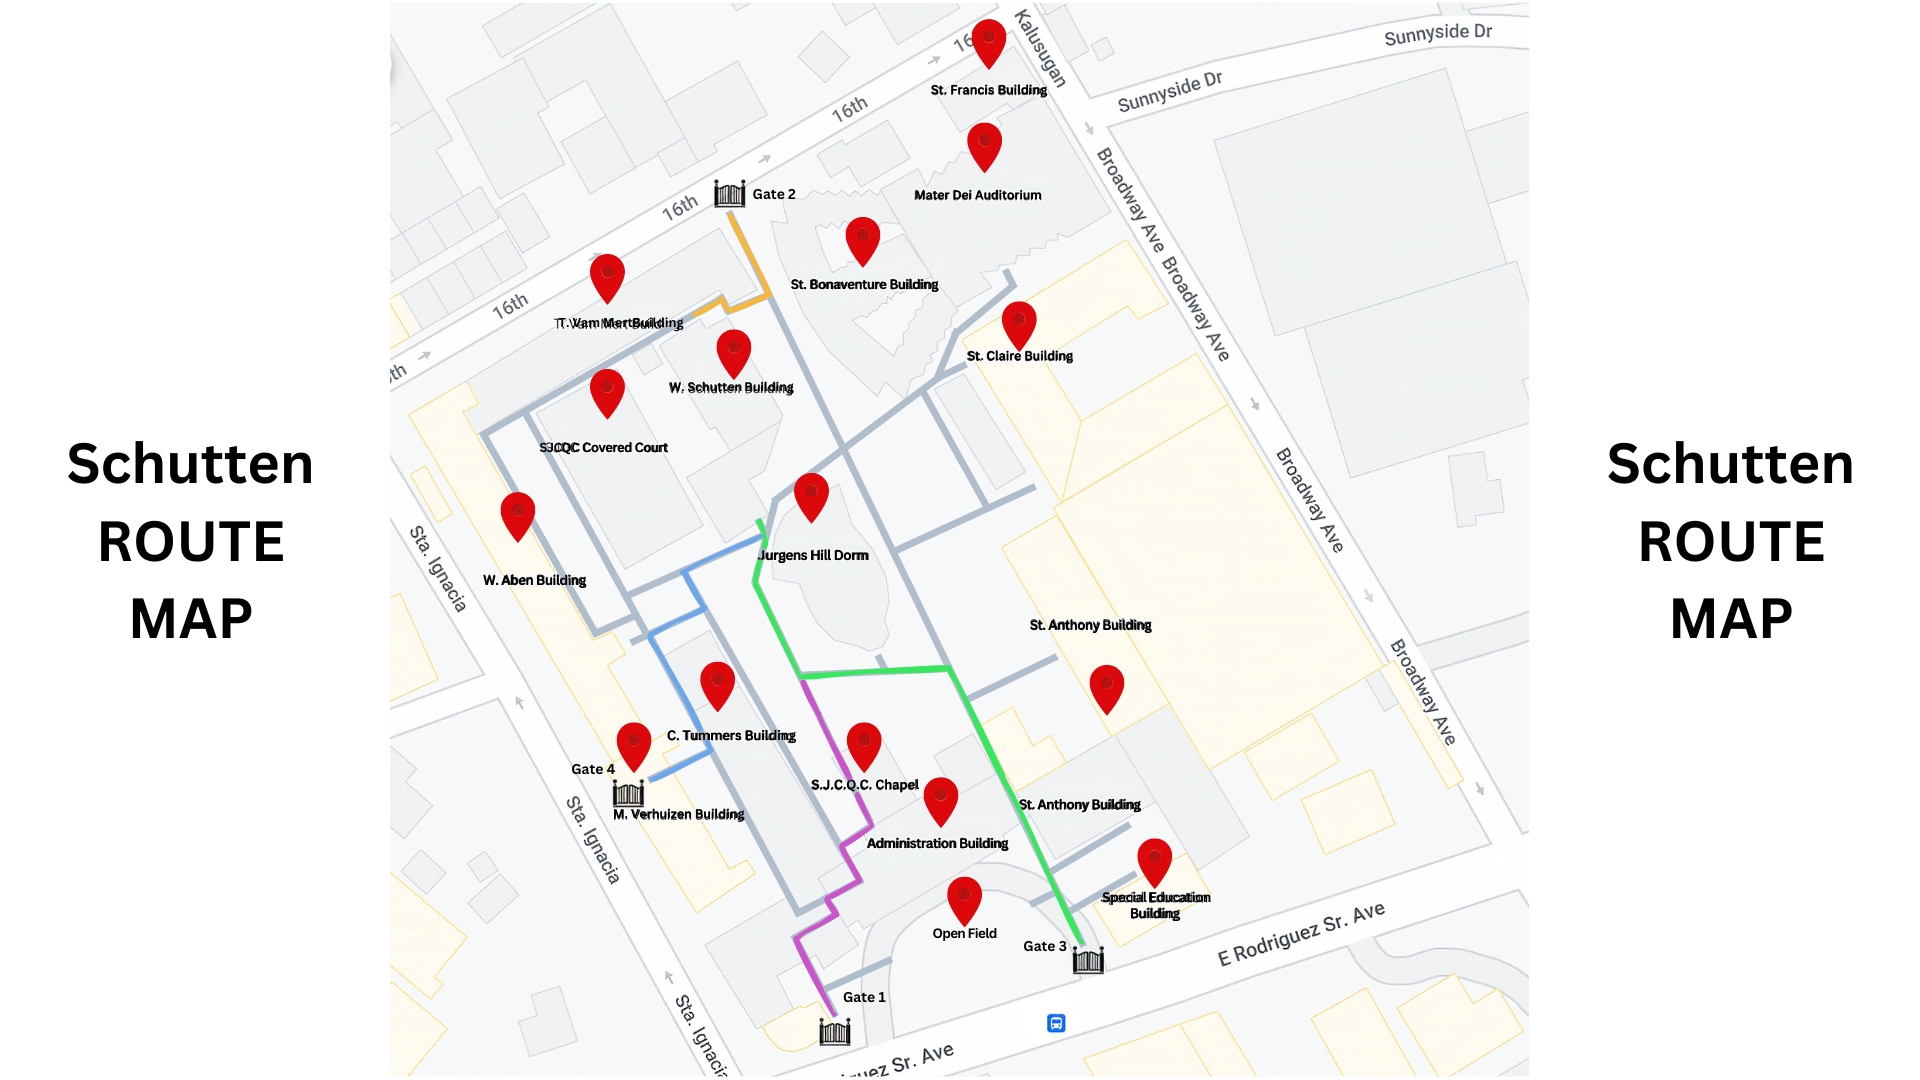 Schutten
ROUTE
MAP
Schutten
ROUTE
MAP
Kalusugan
Sunnyside Dr
Sunnyside Dr
16th
16th
16th
St. Francis Building
Mater Dei Auditorium
Gate 2
St. Bonaventure Building
T. Vam MertBuilding
W. Schutten Building
St. Claire Building
SJCQC Covered Court
W. Aben Building
Jurgens Hill Dorm
St. Anthony Building
C. Tummers Building
Gate 4
M. Verhuizen Building
S.J.C.Q.C. Chapel
St. Anthony Building
Administration Building
Special Education
Building
Open Field
Gate 3
Gate 1
Broadway Ave
Broadway Ave
Broadway Ave
Broadway Ave
Sta. Ignacia
Sta. Ignacia
Sta. Ignacia
E Rodriguez Sr. Ave
Sr. Ave